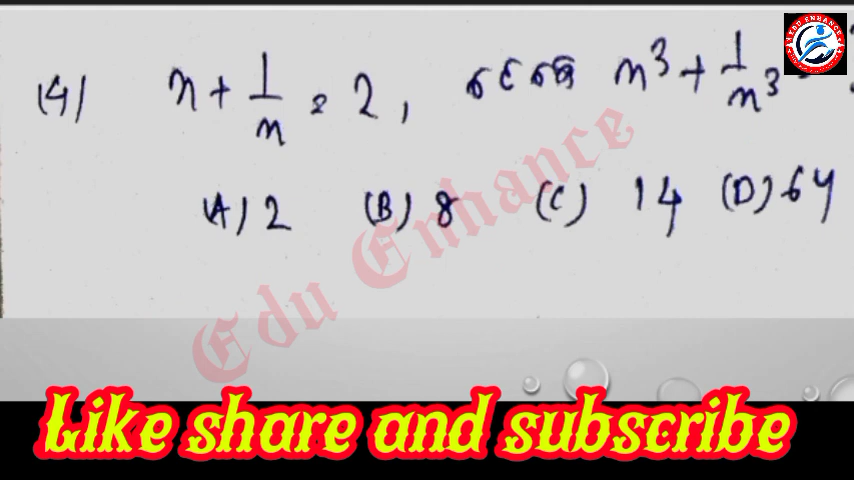 (4) x + 1/x = 2, তবে x³ + 1/x³ =
(A) 2 (B) 8 (C) 14 (D) 64
Edu Enhance
Like share and subscribe